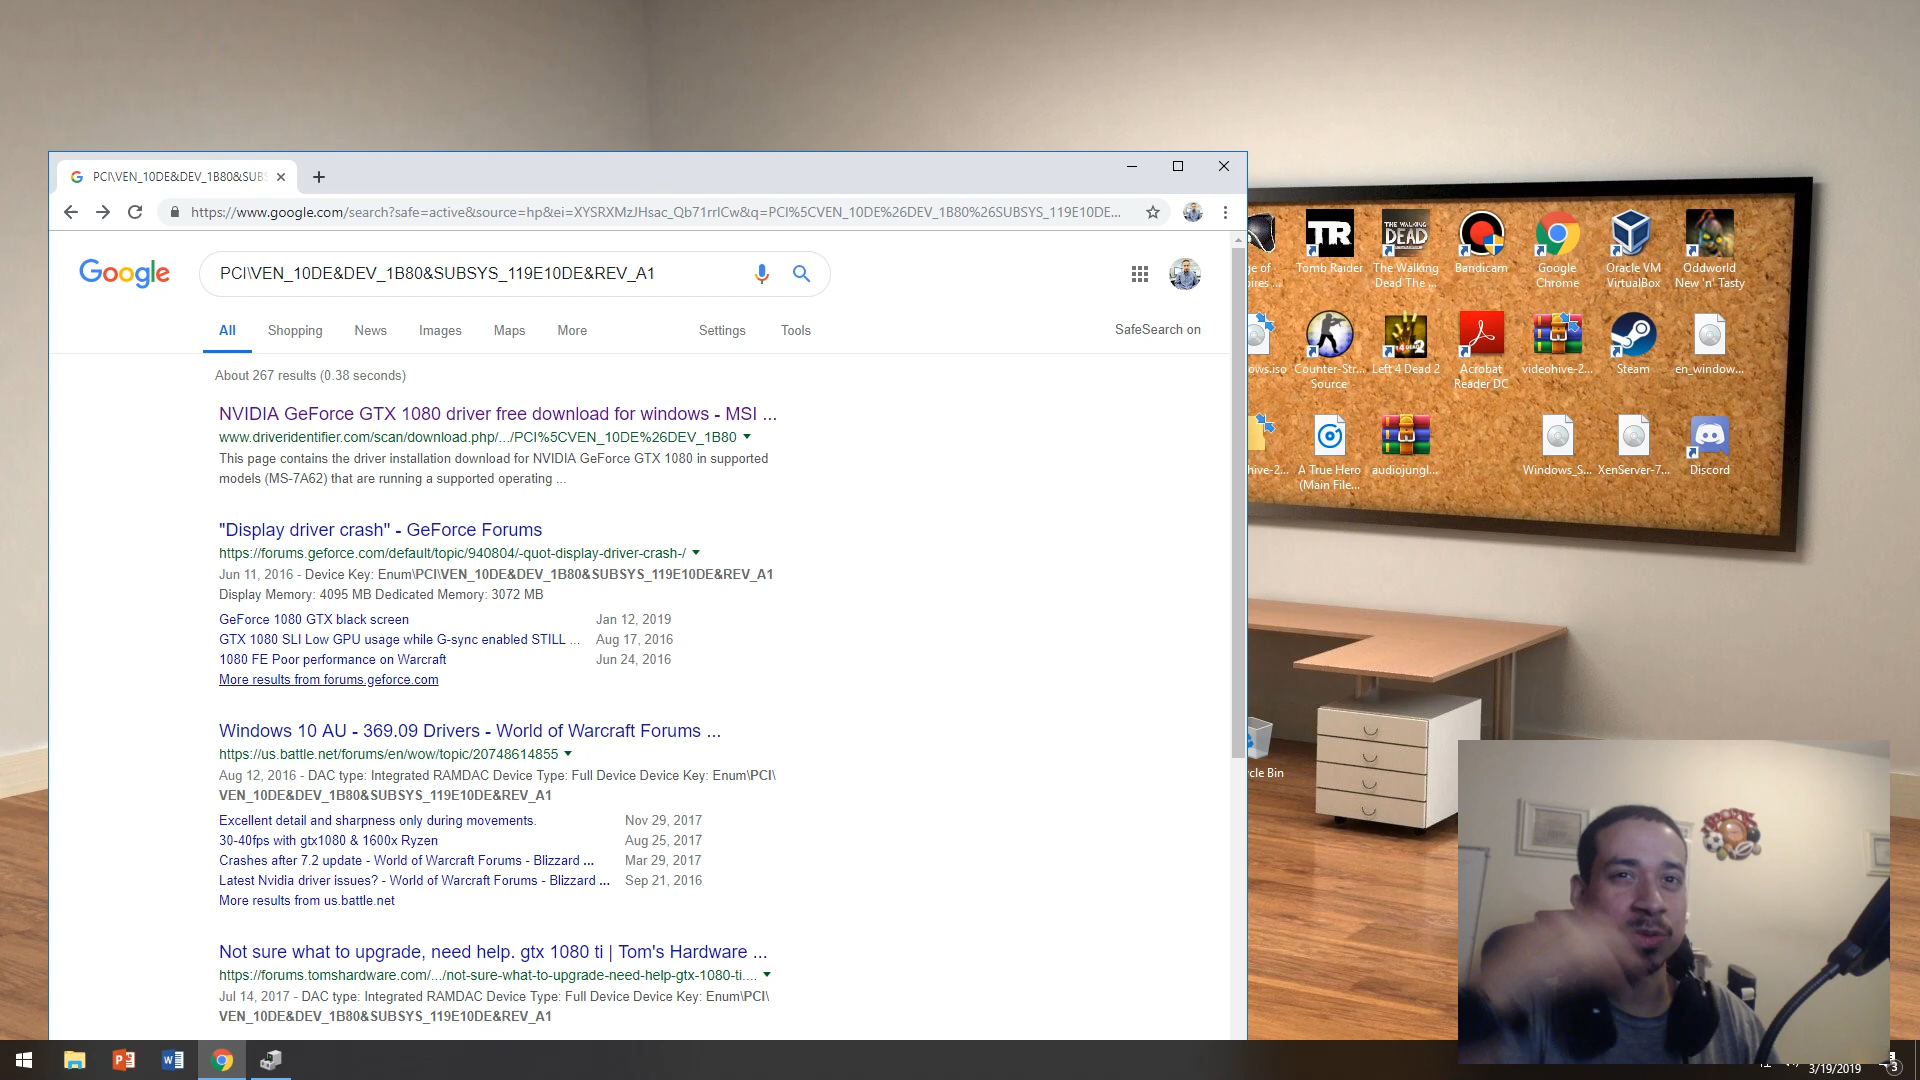 PCI\VEN_10DE&DEV_1B80&SUBS
https://www.google.com/search?safe=active&source=hp&ei=XYSRXMzJHsac_Qb71rrlCw&q=PCI%5CVEN_10DE%26DEV_1B80%26SUBSYS_119E10DE...
Google
PCI\VEN_10DE&DEV_1B80&SUBSYS_119E10DE&REV_A1
All Shopping News Images Maps More Settings Tools
SafeSearch on
About 267 results (0.38 seconds)
NVIDIA GeForce GTX 1080 driver free download for windows - MSI ...
www.driveridentifier.com/scan/download.php/.../PCI%5CVEN_10DE%26DEV_1B80
This page contains the driver installation download for NVIDIA GeForce GTX 1080 in supported
models (MS-7A62) that are running a supported operating ...
"Display driver crash" - GeForce Forums
https://forums.geforce.com/default/topic/940804/-quot-display-driver-crash-/
Jun 11, 2016 - Device Key: Enum\PCI\VEN_10DE&DEV_1B80&SUBSYS_119E10DE&REV_A1
Display Memory: 4095 MB Dedicated Memory: 3072 MB
GeForce 1080 GTX black screen Jan 12, 2019
GTX 1080 SLI Low GPU usage while G-sync enabled STILL ... Aug 17, 2016
1080 FE Poor performance on Warcraft Jun 24, 2016
More results from forums.geforce.com
Windows 10 AU - 369.09 Drivers - World of Warcraft Forums ...
https://us.battle.net/forums/en/wow/topic/20748614855
Aug 12, 2016 - DAC type: Integrated RAMDAC Device Type: Full Device Device Key: Enum\PCI\
VEN_10DE&DEV_1B80&SUBSYS_119E10DE&REV_A1
Excellent detail and sharpness only during movements. Nov 29, 2017
30-40fps with gtx1080 & 1600x Ryzen Aug 25, 2017
Crashes after 7.2 update - World of Warcraft Forums - Blizzard ... Mar 29, 2017
Latest Nvidia driver issues? - World of Warcraft Forums - Blizzard ... Sep 21, 2016
More results from us.battle.net
Not sure what to upgrade, need help. gtx 1080 ti | Tom's Hardware ...
https://forums.tomshardware.com/.../not-sure-what-to-upgrade-need-help-gtx-1080-ti....
Jul 14, 2017 - DAC type: Integrated RAMDAC Device Type: Full Device Device Key: Enum\PCI\
VEN_10DE&DEV_1B80&SUBSYS_119E10DE&REV_A1
TR
THE WALKING
DEAD
ge of Tomb Raider The Walking Bandicam Google Oracle VM Oddworld
pires ... Dead The ... Chrome VirtualBox New 'n' Tasty
ows.iso Counter-Str... Left 4 Dead 2 Acrobat videohive-2... Steam en_window...
Source Reader DC
hive-2... A True Hero audiojungl... Windows_S... XenServer-7... Discord
(Main File...
cle Bin
3/19/2019
3